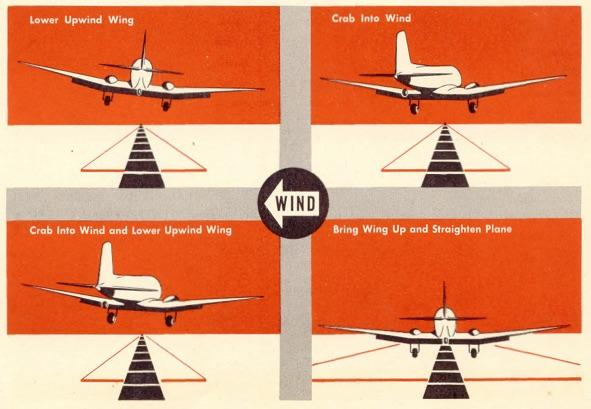 Lower Upwind Wing
Crab Into Wind
WIND
Crab Into Wind and Lower Upwind Wing
Bring Wing Up and Straighten Plane